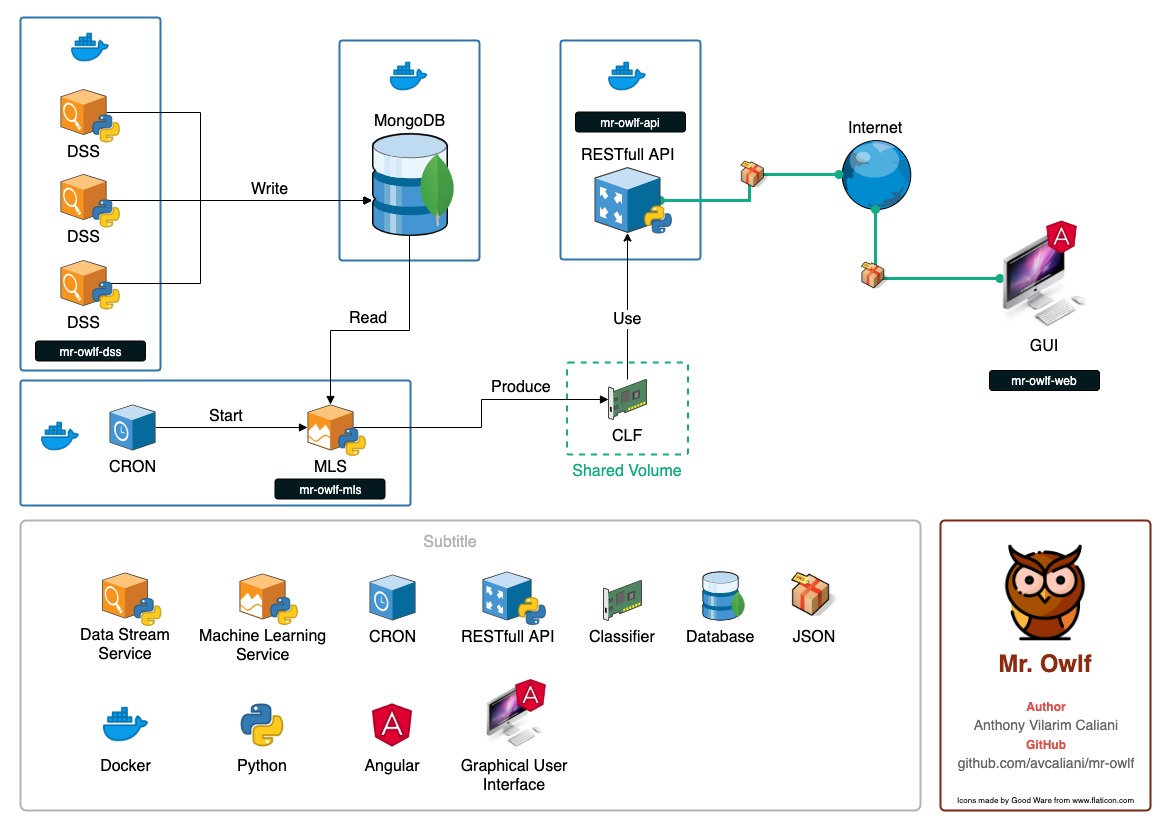 DSS
DSS
DSS
mr-owlf-dss
Write
MongoDB
mr-owlf-api
RESTfull API
Internet
GUI
mr-owlf-web
Read
Use
CRON
Start
MLS
mr-owlf-mls
Produce
CLF
Shared Volume
Subtitle
Data Stream
Service
Machine Learning
Service
CRON
RESTfull API
Classifier
Database
JSON
Docker
Python
Angular
Graphical User
Interface
Mr. Owlf
Author
Anthony Vilarim Caliani
GitHub
github.com/avcaliani/mr-owlf
Icons made by Good Ware from www.flaticon.com